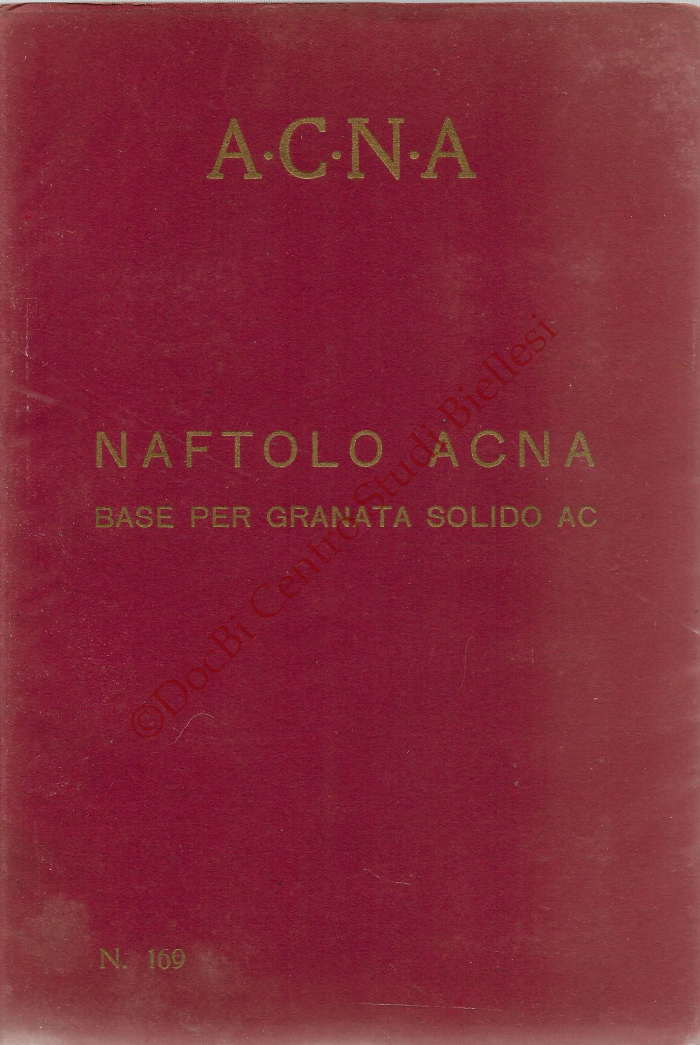 A·C·N·A
NAFTOLO ACNA
BASE PER GRANATA SOLIDO AC
©DocBi Centro Studi Biellesi
N. 169